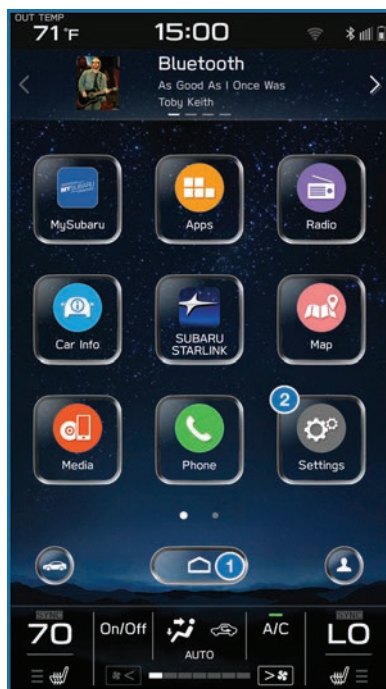 OUT TEMP
71°F
15:00
Bluetooth
As Good As I Once Was
Toby Keith
MYSUBARU
MySubaru
Apps
Radio
Car Info
SUBARU
STARLINK
Map
Media
Phone
2
Settings
1
SYNC
70
On/Off
AUTO
A/C
SYNC
LO